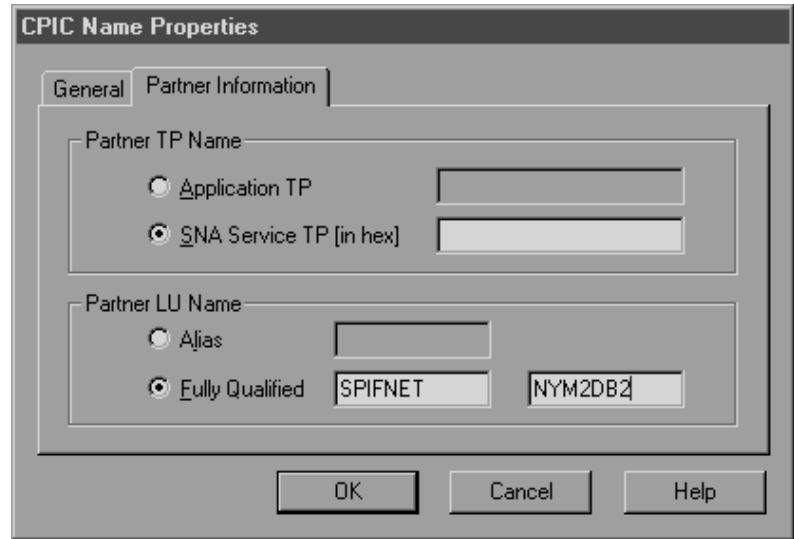 CPIC Name Properties
General Partner Information
Partner TP Name
Application TP
SNA Service TP [in hex]
Partner LU Name
Alias
Fully Qualified SPIFNET NYM2DB2
OK Cancel Help